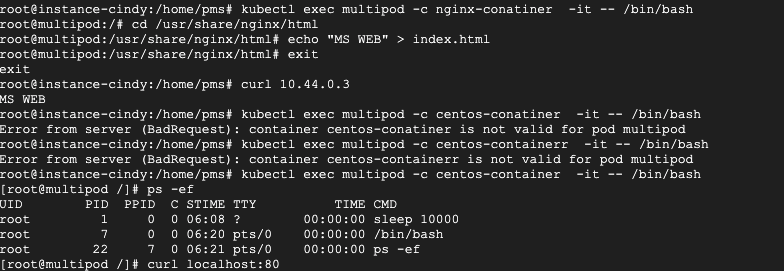 root@instance-cindy:/home/pms# kubectl exec multipod -c nginx-conatiner  -it -- /bin/bash
root@multipod:/# cd /usr/share/nginx/html
root@multipod:/usr/share/nginx/html# echo "MS WEB" > index.html
root@multipod:/usr/share/nginx/html# exit
exit
root@instance-cindy:/home/pms# curl 10.44.0.3
MS WEB
root@instance-cindy:/home/pms# kubectl exec multipod -c centos-conatiner  -it -- /bin/bash
Error from server (BadRequest): container centos-conatiner is not valid for pod multipod
root@instance-cindy:/home/pms# kubectl exec multipod -c centos-containerr  -it -- /bin/bash
Error from server (BadRequest): container centos-containerr is not valid for pod multipod
root@instance-cindy:/home/pms# kubectl exec multipod -c centos-container  -it -- /bin/bash
[root@multipod /]# ps -ef
UID        PID  PPID  C STIME TTY          TIME CMD
root         1     0  0 06:08 ?        00:00:00 sleep 10000
root         7     0  0 06:20 pts/0    00:00:00 /bin/bash
root        22     7  0 06:21 pts/0    00:00:00 ps -ef
[root@multipod /]# curl localhost:80